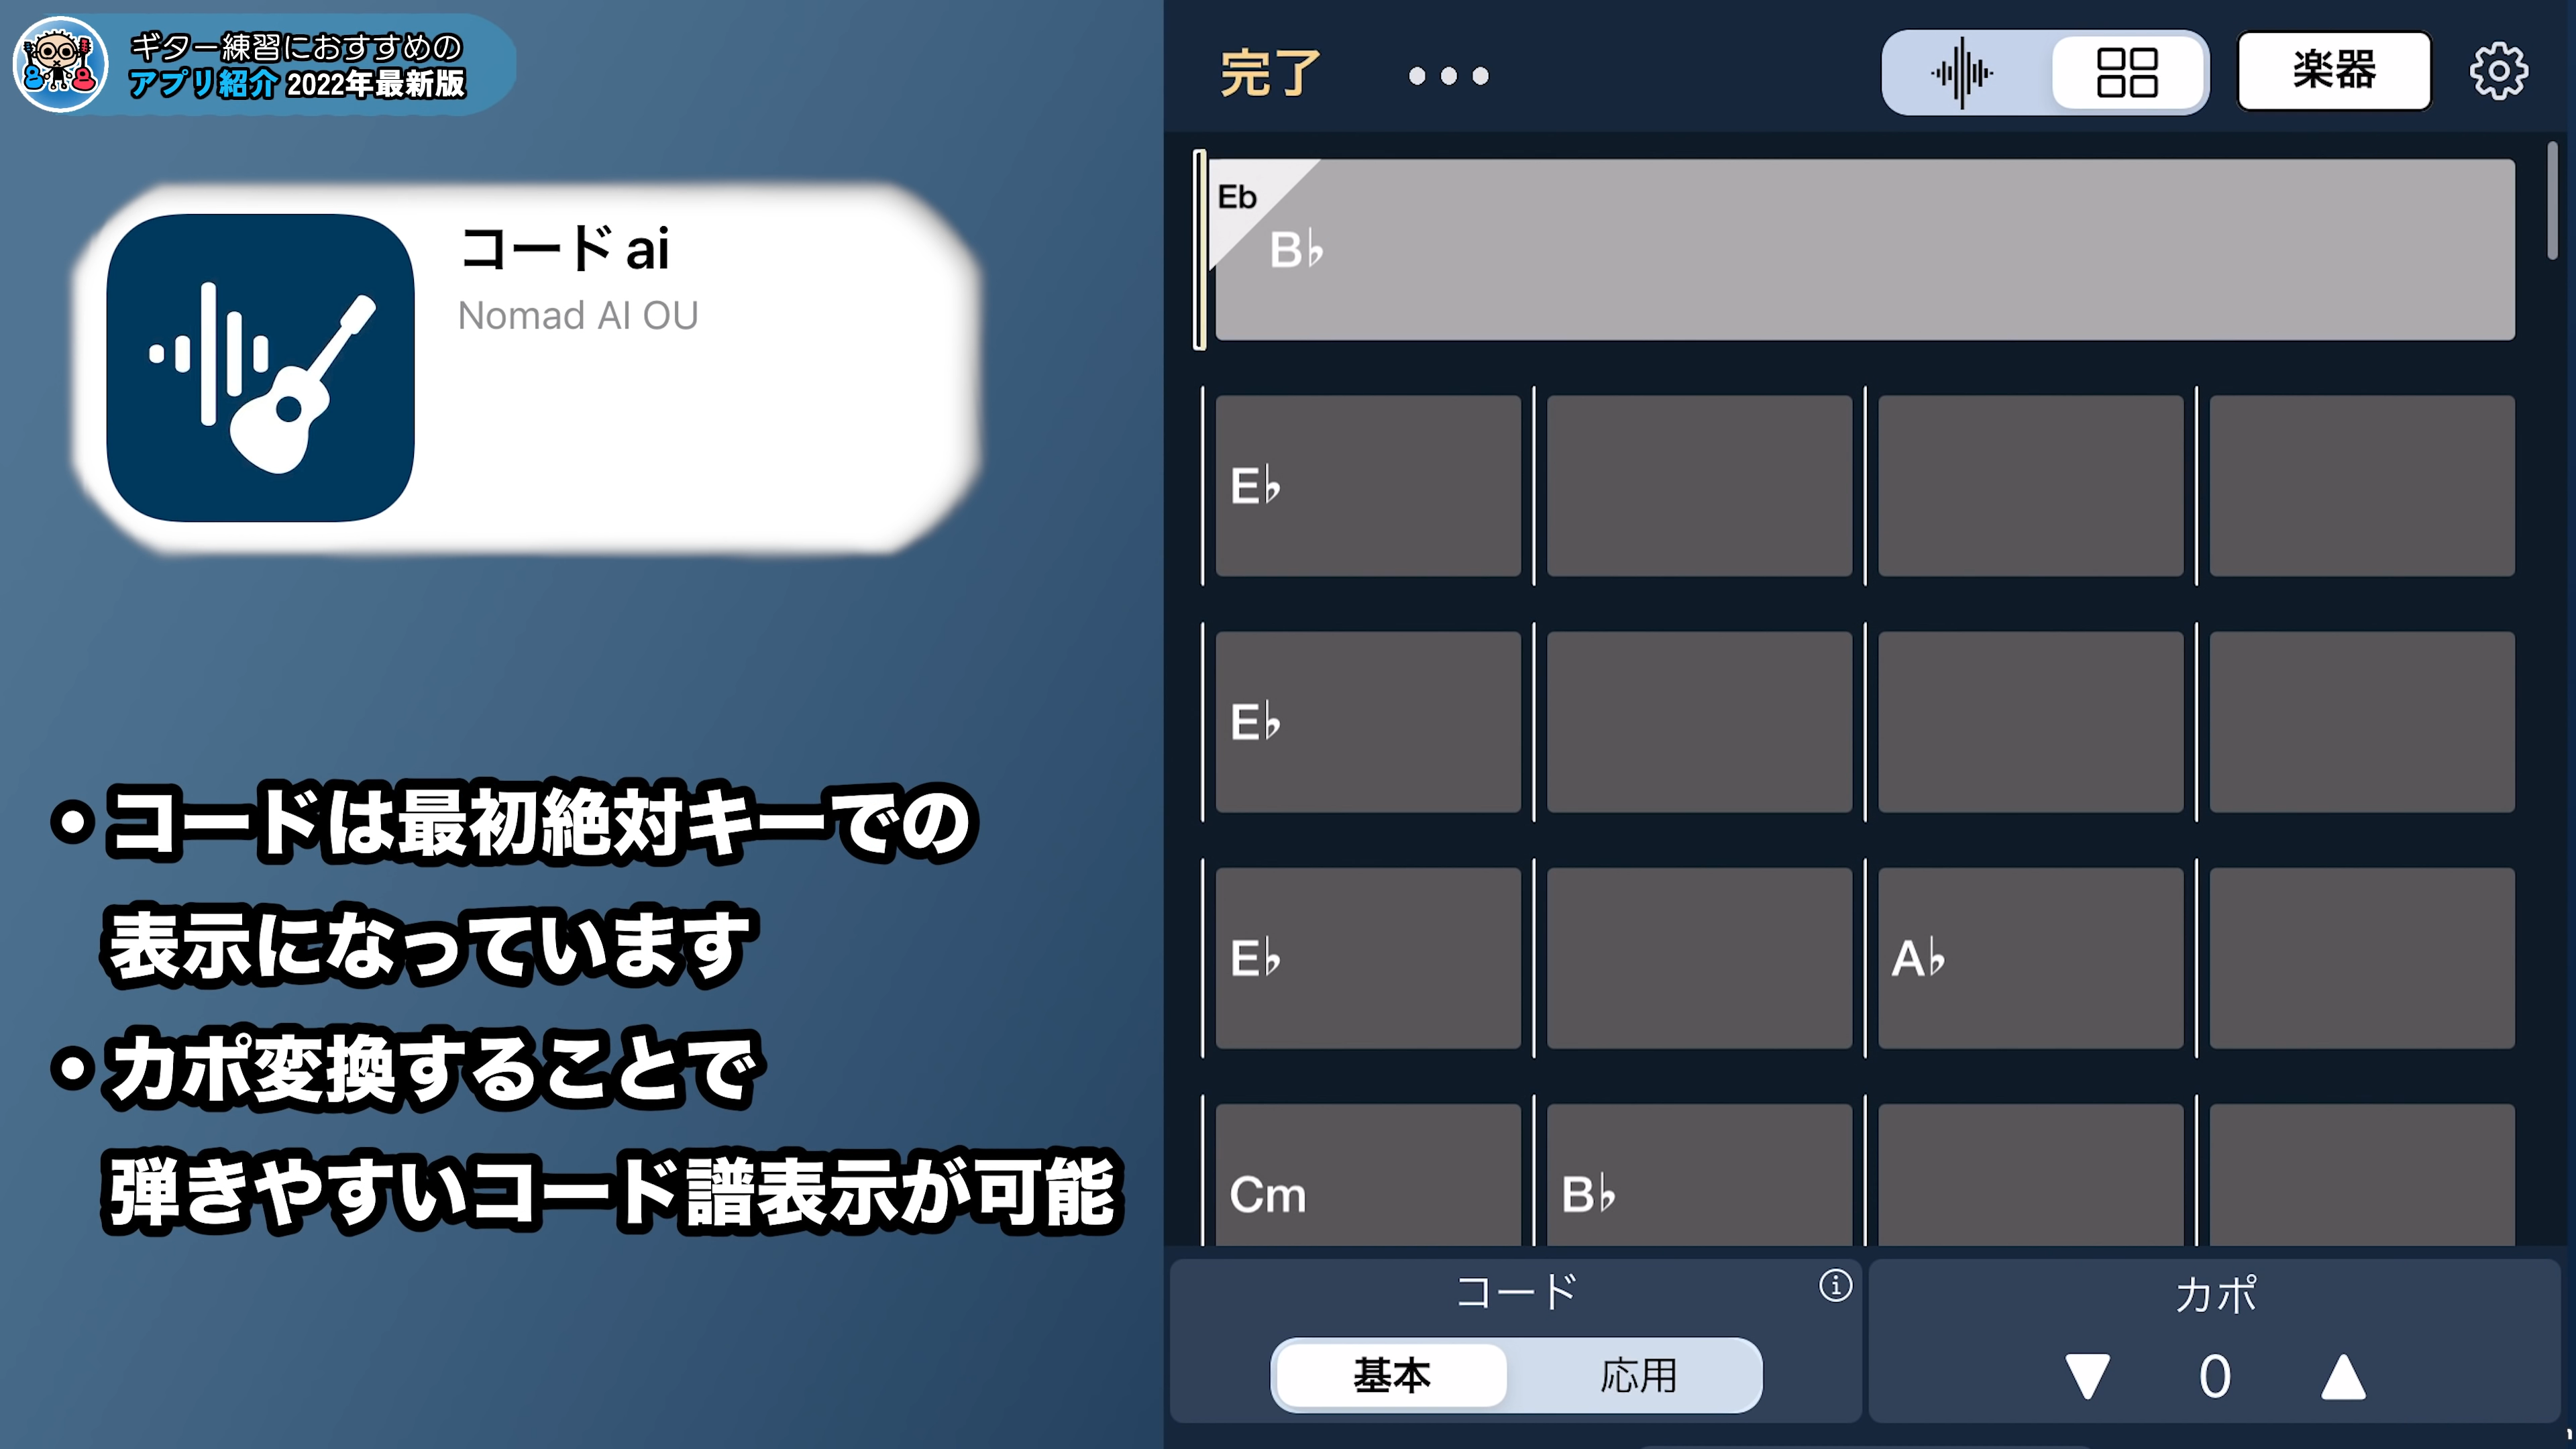 ギター練習におすすめの
アプリ紹介 2022年最新版
コード ai
Nomad AI OU
・コードは最初絶対キーでの
表示になっています
・カポ変換することで
弾きやすいコード譜表示が可能
完了
楽器
Eb
B♭
E♭
E♭
E♭ A♭
Cm B♭
コード
基本 応用
カポ
0